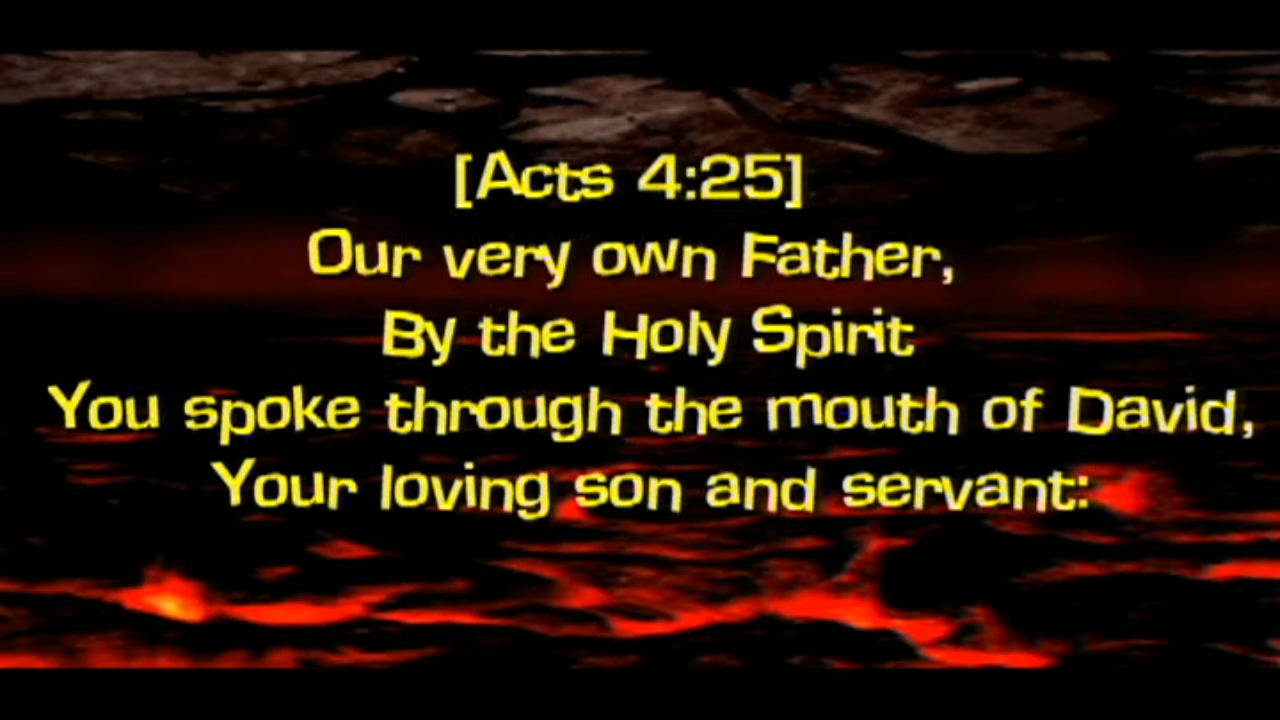 [Acts 4:25]
Our very own Father,
By the Holy Spirit
You spoke through the mouth of David,
Your loving son and servant: